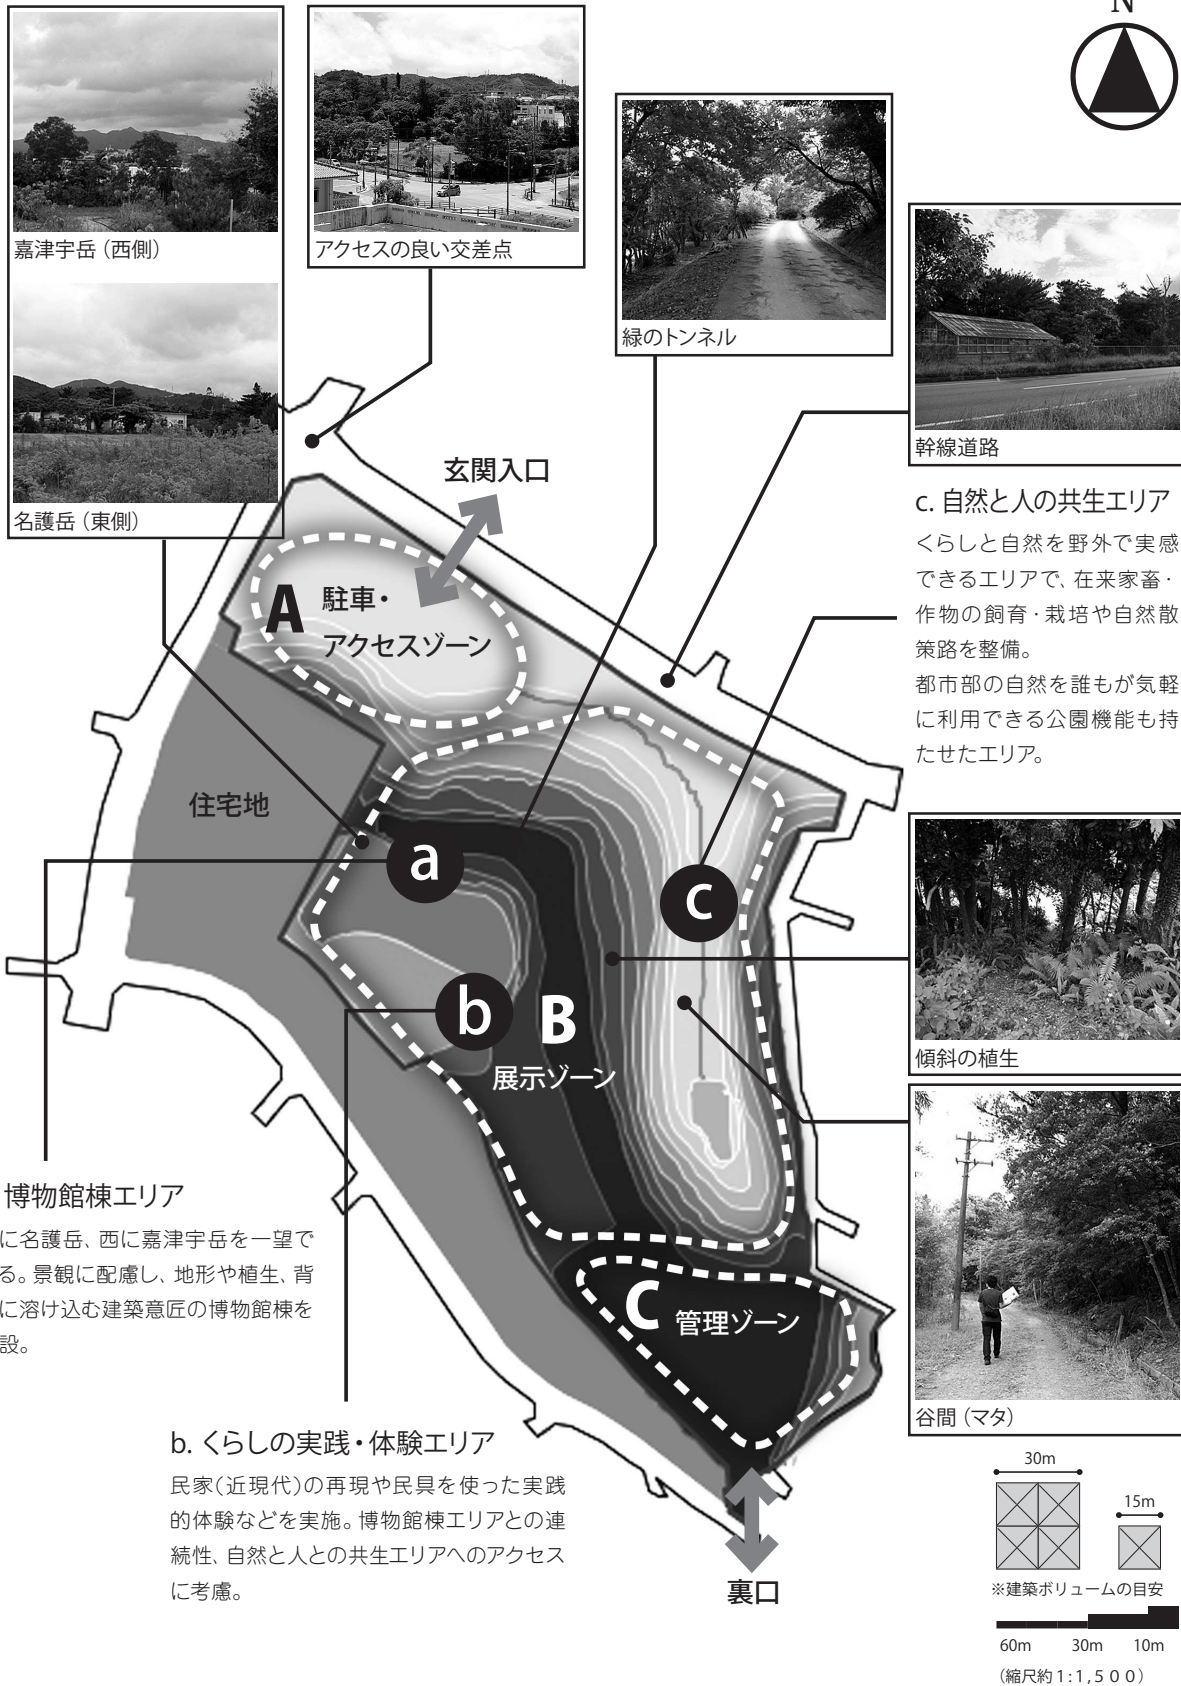 N
嘉津宇岳（西側）
アクセスの良い交差点
緑のトンネル
名護岳（東側）
幹線道路
玄関入口
c. 自然と人の共生エリア
くらしと自然を野外で実感
できるエリアで、在来家畜・
作物の飼育・栽培や自然散
策路を整備。
都市部の自然を誰もが気軽
に利用できる公園機能も持
たせたエリア。
A 駐車・
アクセスゾーン
住宅地
a
c
b
B
展示ゾーン
傾斜の植生
博物館棟エリア
に名護岳、西に嘉津宇岳を一望で
る。景観に配慮し、地形や植生、背
に溶け込む建築意匠の博物館棟を
設。
C 管理ゾーン
谷間（マタ）
b. くらしの実践・体験エリア
民家（近現代）の再現や民具を使った実践
的体験などを実施。博物館棟エリアとの連
続性、自然と人との共生エリアへのアクセス
に考慮。
裏口
30m
15m
※建築ボリュームの目安
60m 30m 10m
（縮尺約1:1,500）